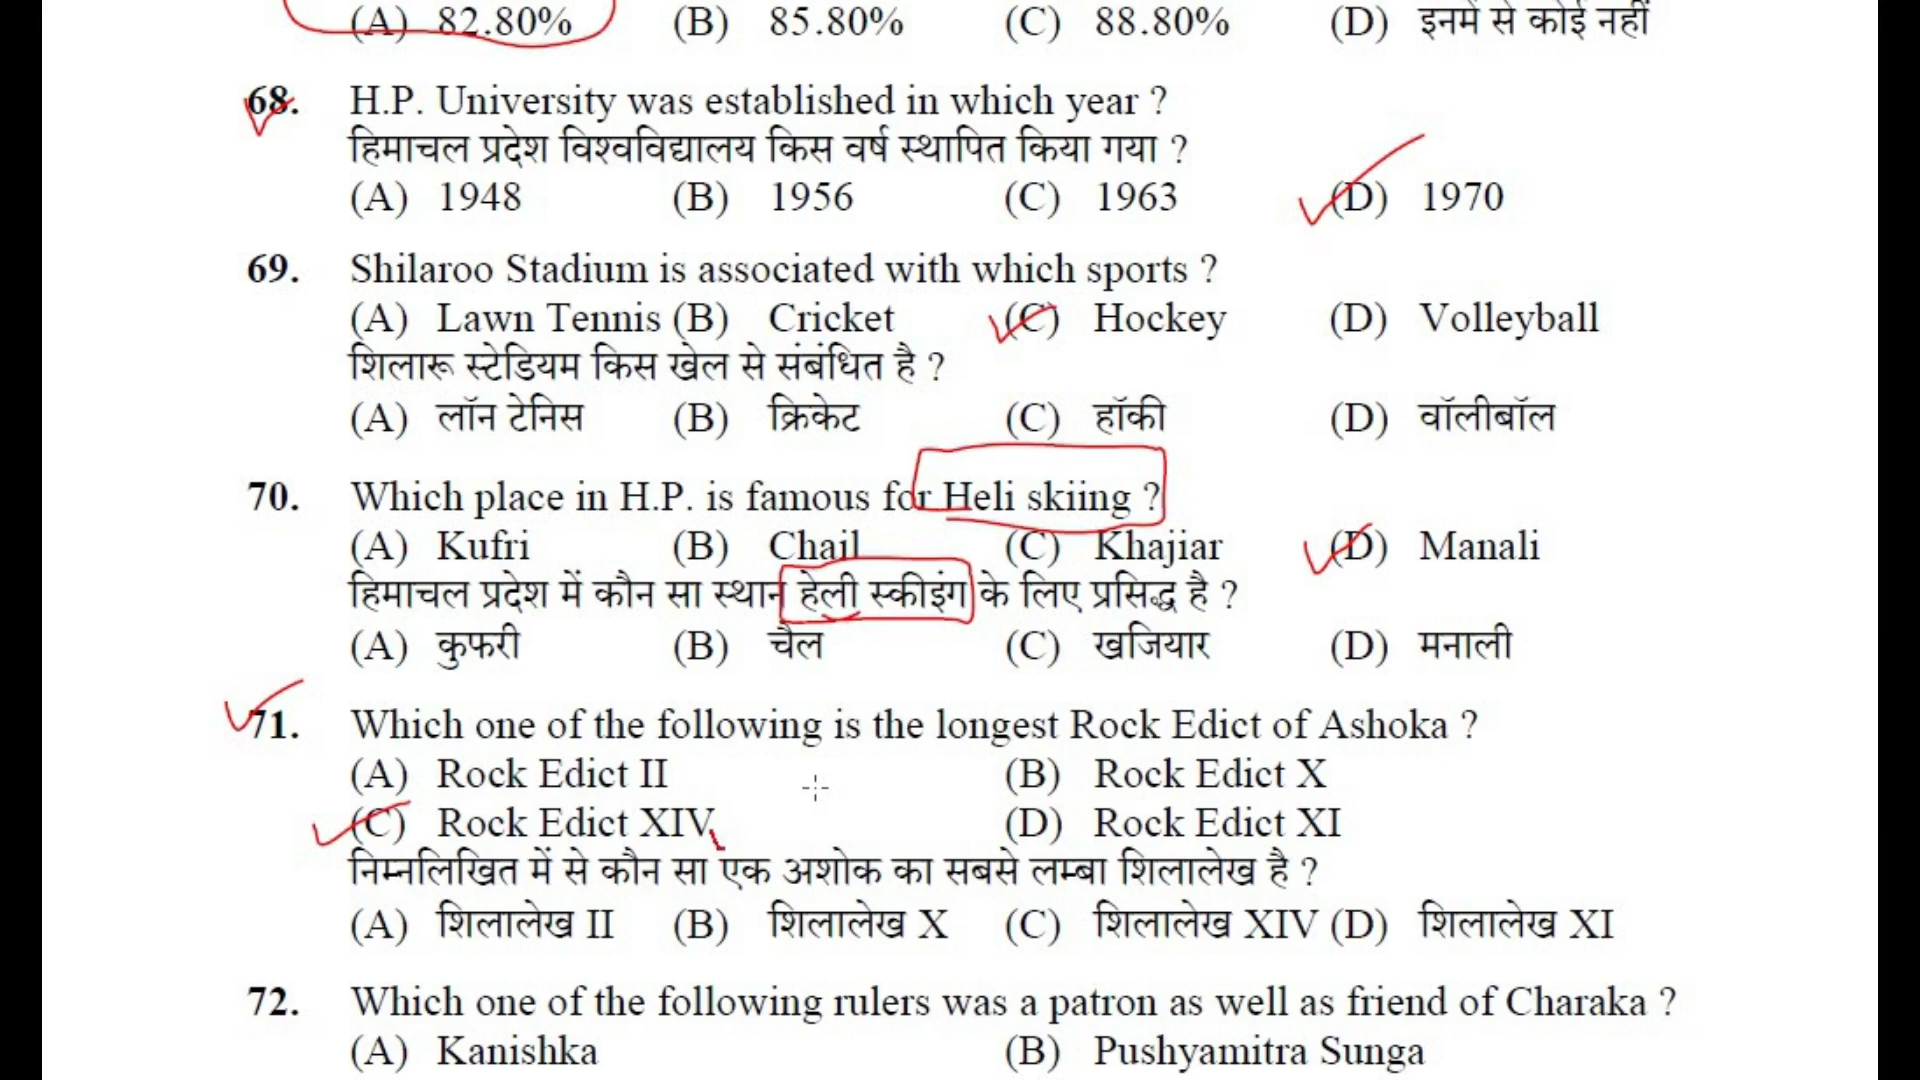 (A) 82.80% (B) 85.80% (C) 88.80% (D) इनमें से कोई नहीं
68. H.P. University was established in which year ?
हिमाचल प्रदेश विश्वविद्यालय किस वर्ष स्थापित किया गया ?
(A) 1948 (B) 1956 (C) 1963 (D) 1970
69. Shilaroo Stadium is associated with which sports ?
(A) Lawn Tennis (B) Cricket (C) Hockey (D) Volleyball
शिलारू स्टेडियम किस खेल से संबंधित है ?
(A) लॉन टेनिस (B) क्रिकेट (C) हॉकी (D) वॉलीबॉल
70. Which place in H.P. is famous for Heli skiing ?
(A) Kufri (B) Chail (C) Khajiar (D) Manali
हिमाचल प्रदेश में कौन सा स्थान हेली स्कीइंग के लिए प्रसिद्ध है ?
(A) कुफरी (B) चैल (C) खजियार (D) मनाली
71. Which one of the following is the longest Rock Edict of Ashoka ?
(A) Rock Edict II (B) Rock Edict X
(C) Rock Edict XIV (D) Rock Edict XI
निम्नलिखित में से कौन सा एक अशोक का सबसे लम्बा शिलालेख है ?
(A) शिलालेख II (B) शिलालेख X (C) शिलालेख XIV (D) शिलालेख XI
72. Which one of the following rulers was a patron as well as friend of Charaka ?
(A) Kanishka (B) Pushyamitra Sunga